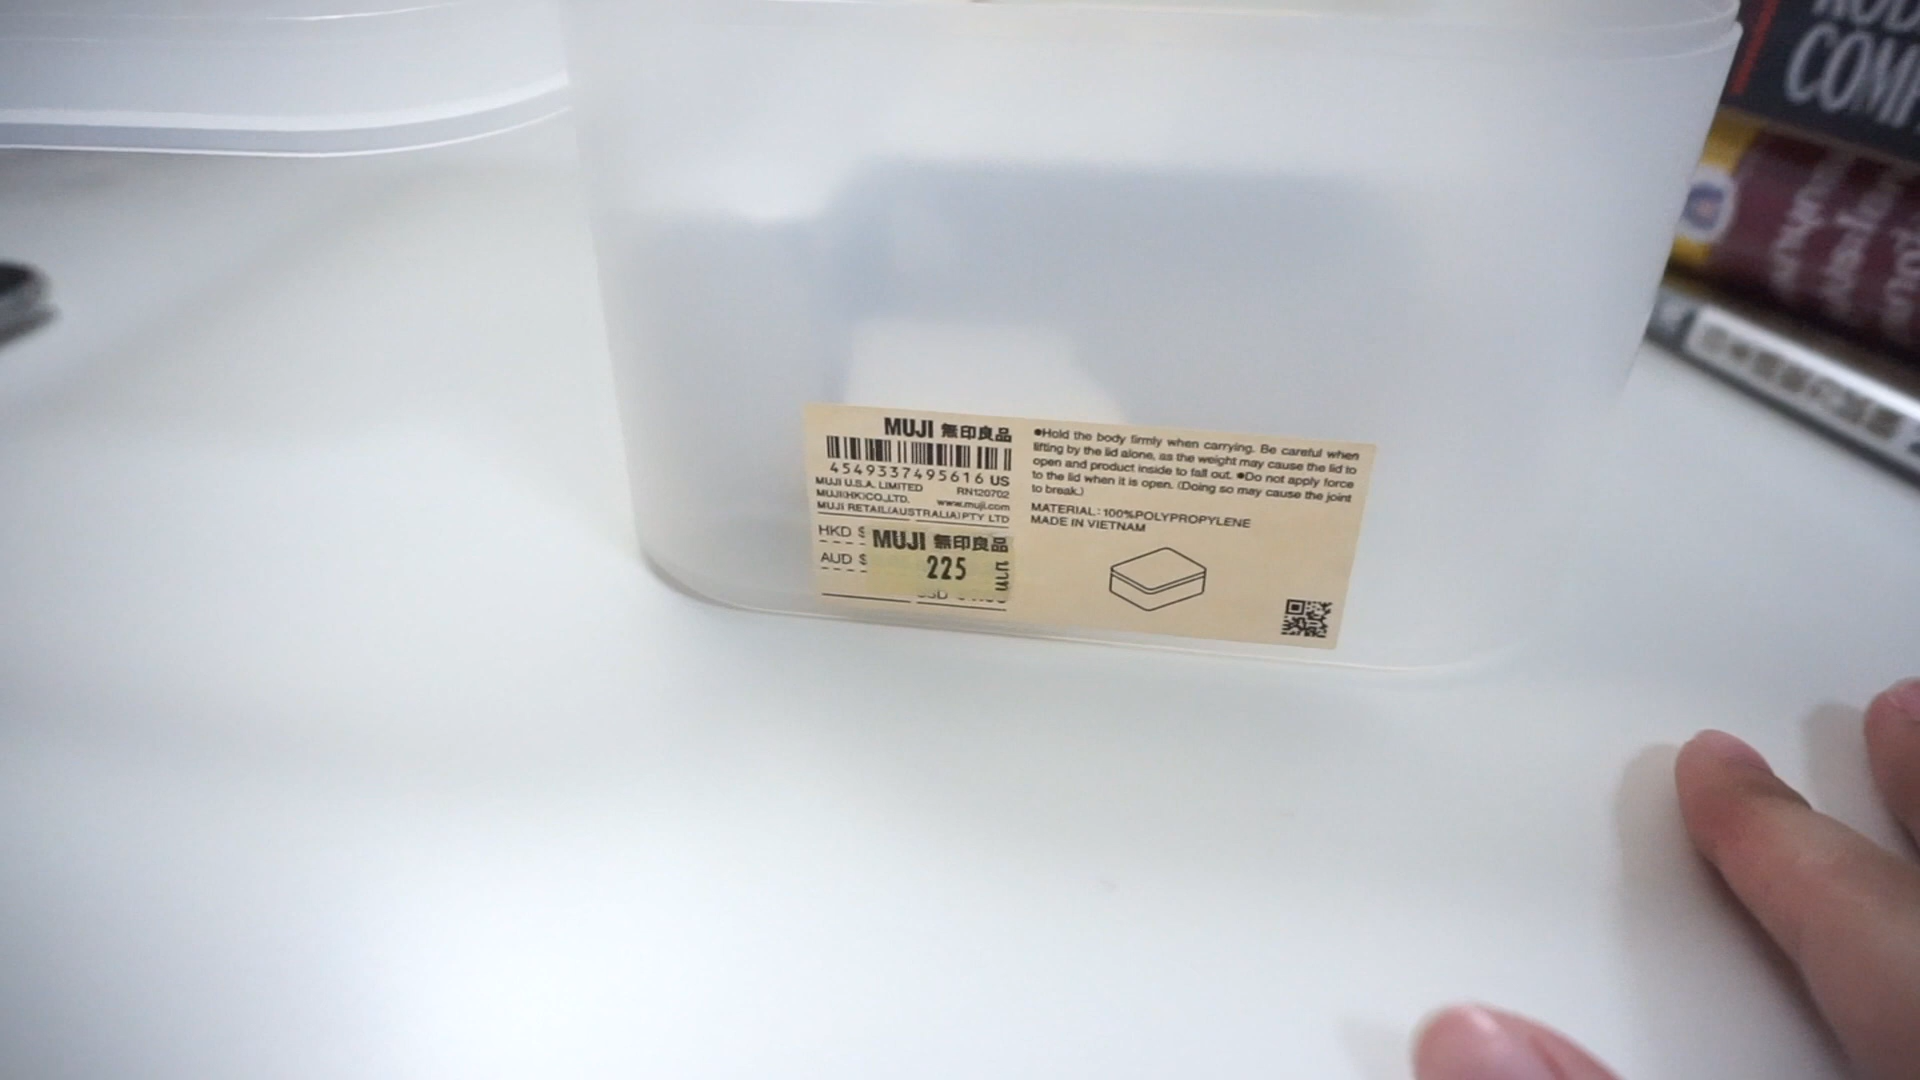 MUJI 無印良品
4549337495616 US
MUJI U.S.A. LIMITED RN120702
MUJI(HK)CO.,LTD. www.muji.com
MUJI RETAIL(AUSTRALIA)PTY LTD
HKD $
AUD $
MUJI 無印良品
225 บาท
●Hold the body firmly when carrying. Be careful when
lifting by the lid alone, as the weight may cause the lid to
open and product inside to fall out. ●Do not apply force
to the lid when it is open. (Doing so may cause the joint
to break.)
MATERIAL:100%POLYPROPYLENE
MADE IN VIETNAM